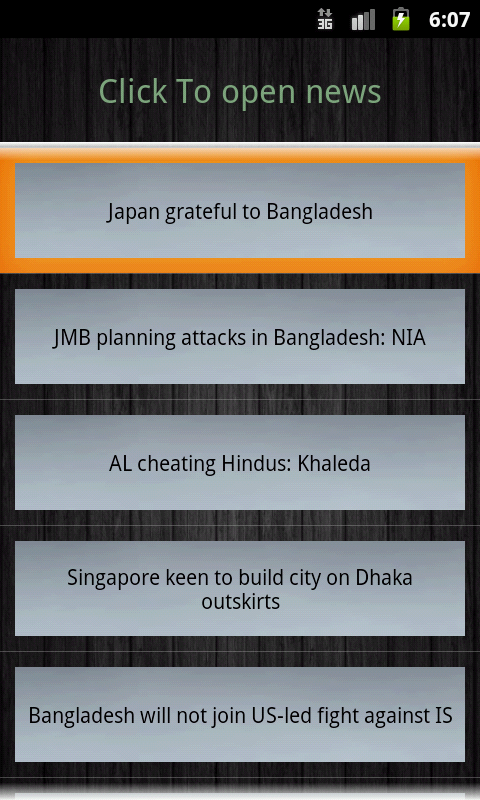 3G
6:07
Click To open news
Japan grateful to Bangladesh
JMB planning attacks in Bangladesh: NIA
AL cheating Hindus: Khaleda
Singapore keen to build city on Dhaka
outskirts
Bangladesh will not join US-led fight against IS